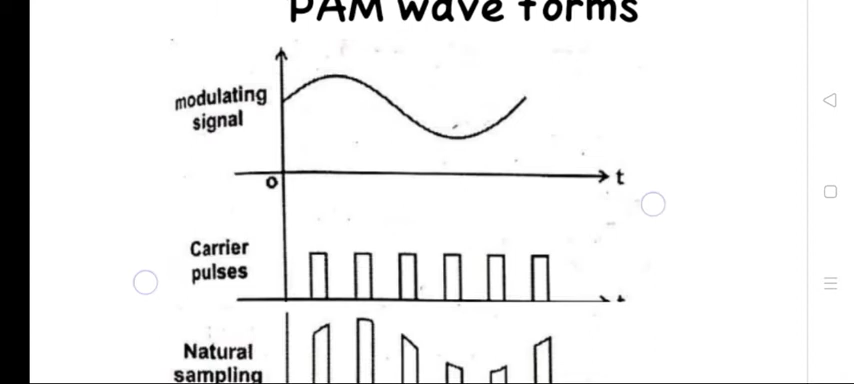 PAM wave forms
modulating
signal
o
t
Carrier
pulses
t
Natural
sampling